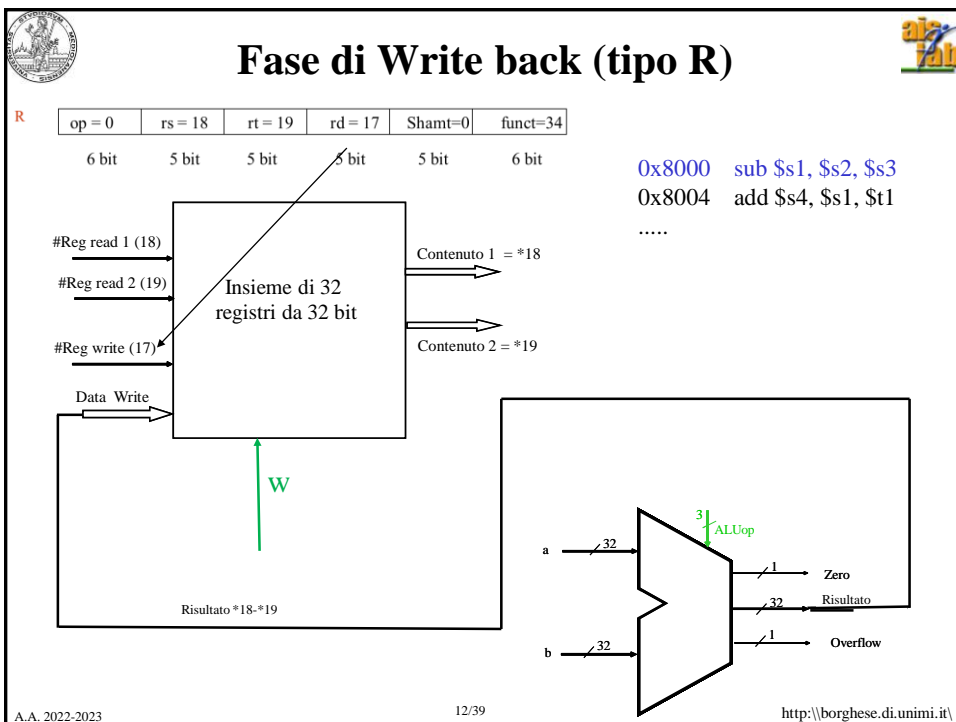 Fase di Write back (tipo R)
R
op = 0 rs = 18 rt = 19 rd = 17 Shamt=0 funct=34
6 bit 5 bit 5 bit 5 bit 5 bit 6 bit
0x8000 sub $s1, $s2, $s3
0x8004 add $s4, $s1, $t1
.....
#Reg read 1 (18)
#Reg read 2 (19)
#Reg write (17)
Data Write
Insieme di 32
registri da 32 bit
Contenuto 1 = *18
Contenuto 2 = *19
W
Risultato *18-*19
3
ALUop
a 32
b 32
1 Zero
32 Risultato
1 Overflow
A.A. 2022-2023
12/39
http:\\borghese.di.unimi.it\